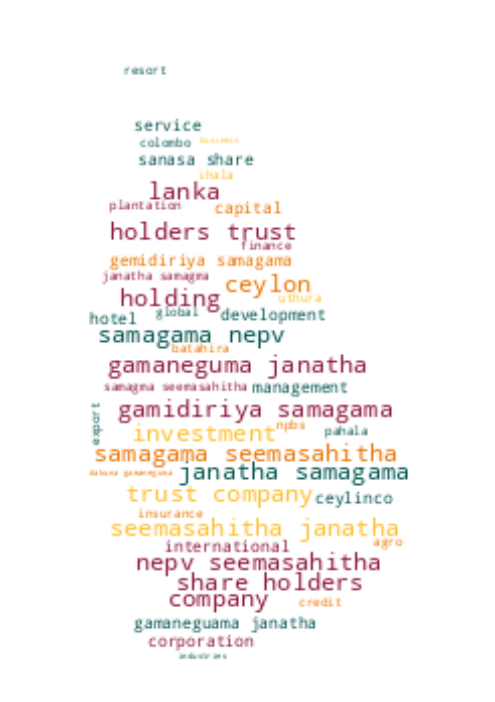 resort
service
colombo business
sanasa share
ihala
lanka
plantation capital
holders trust
finance
gemidiriya samagama
janatha samagma ceylon
holding uthura
hotel global development
samagama nepv
batahira
gamaneguma janatha
samagma seemasahitha management
export gamidiriya samagama
investment npbs pahala
samagama seemasahitha
dakuna gamaneguma janatha samagama
trust company ceylinco
insurance
seemasahitha janatha
international agro
nepv seemasahitha
share holders
company credit
gamaneguama janatha
corporation
industries